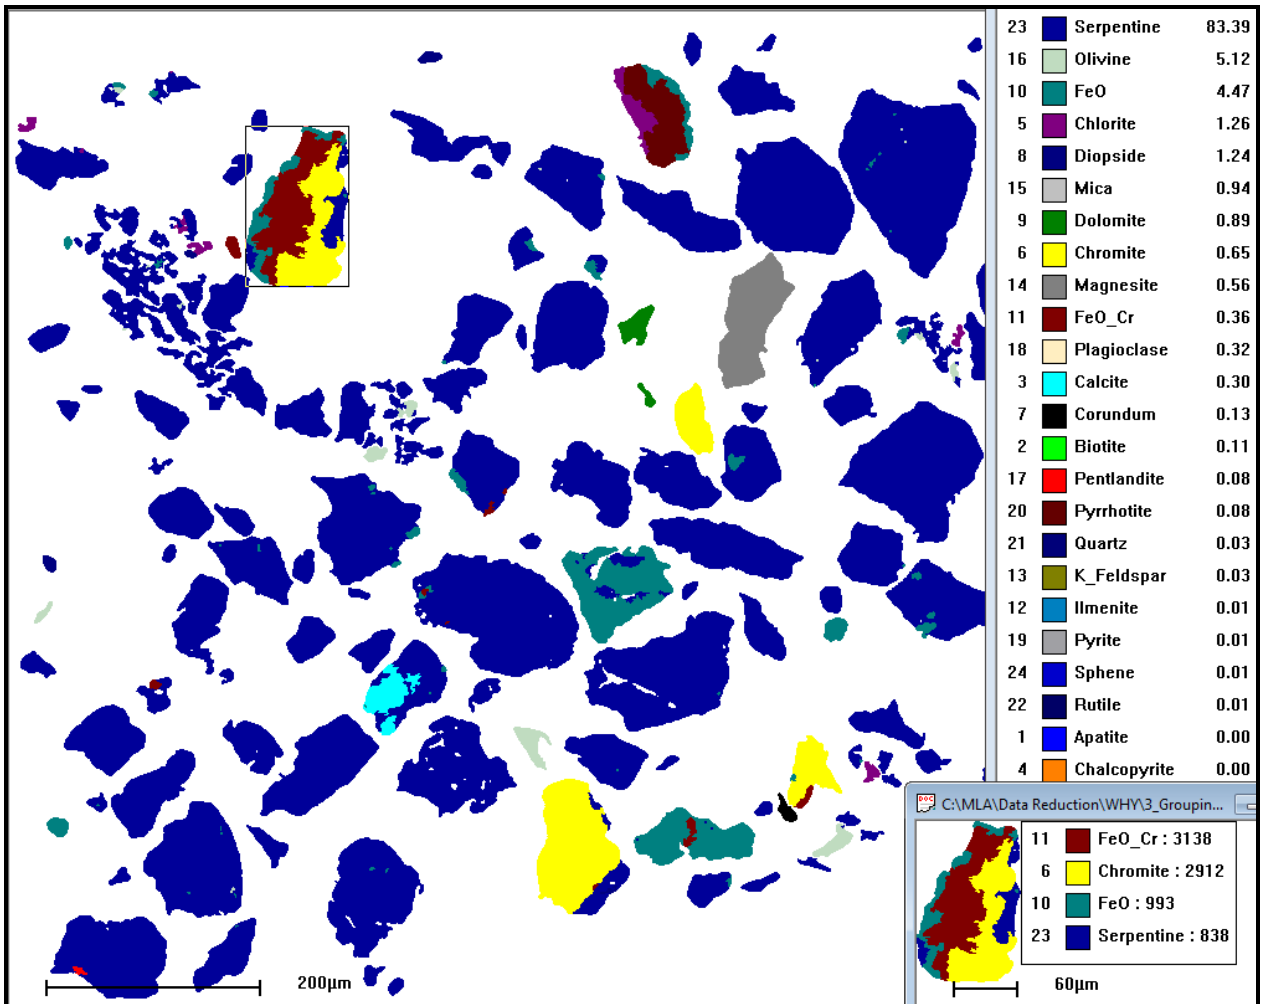 23 Serpentine 83.39
16 Olivine 5.12
10 FeO 4.47
5 Chlorite 1.26
8 Diopside 1.24
15 Mica 0.94
9 Dolomite 0.89
6 Chromite 0.65
14 Magnesite 0.56
11 FeO_Cr 0.36
18 Plagioclase 0.32
3 Calcite 0.30
7 Corundum 0.13
2 Biotite 0.11
17 Pentlandite 0.08
20 Pyrrhotite 0.08
21 Quartz 0.03
13 K_Feldspar 0.03
12 Ilmenite 0.01
19 Pyrite 0.01
24 Sphene 0.01
22 Rutile 0.01
1 Apatite 0.00
4 Chalcopyrite 0.00
DOC C:\MLA\Data Reduction\WHY\3_Groupin...
11 FeO_Cr : 3138
6 Chromite : 2912
10 FeO : 993
23 Serpentine : 838
200µm
60µm